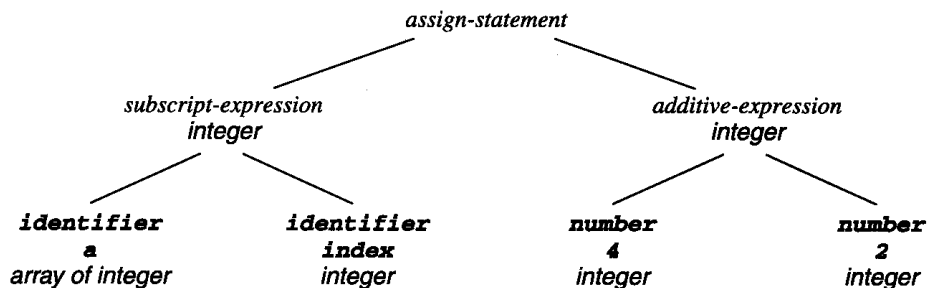 assign-statement
subscript-expression additive-expression
integer integer
identifier identifier number number
a index 4 2
array of integer integer integer integer